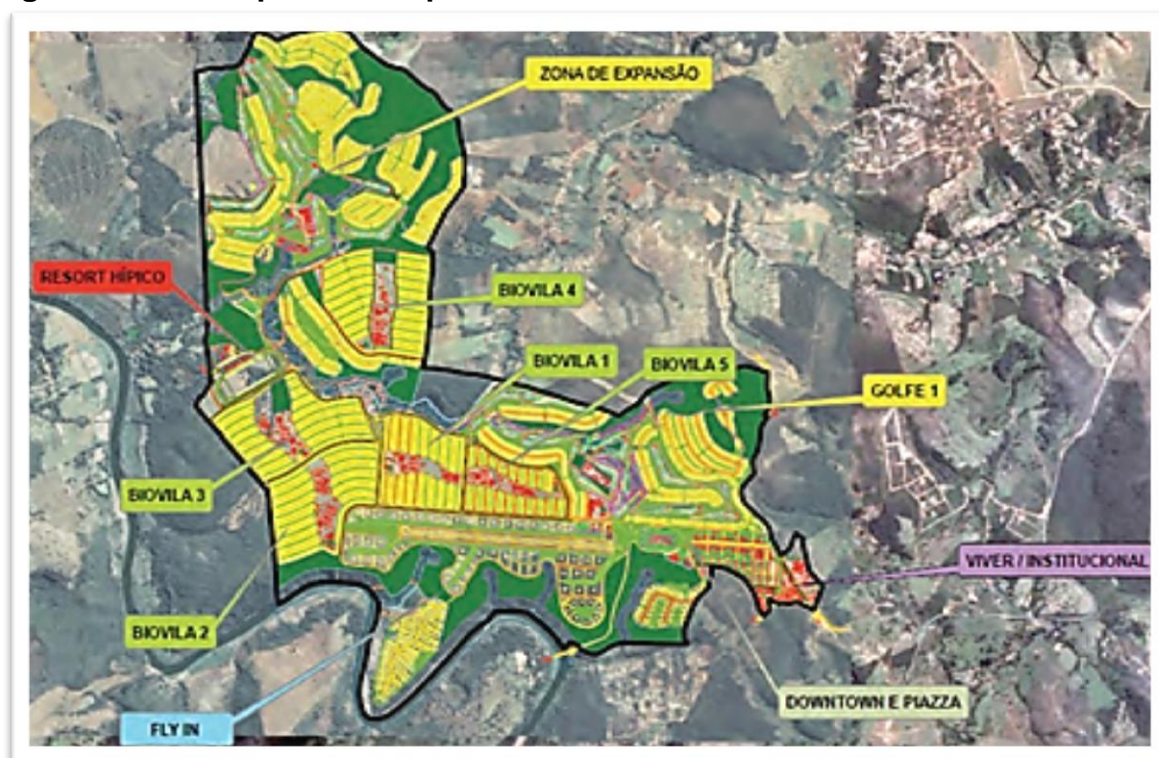 ZONA DE EXPANSÃO
RESORT HÍPICO
BIOVILA 4
BIOVILA 1
BIOVILA 5
GOLFE 1
BIOVILA 3
VIVER / INSTITUCIONAL
BIOVILA 2
DOWNTOWN E PIAZZA
FLY IN